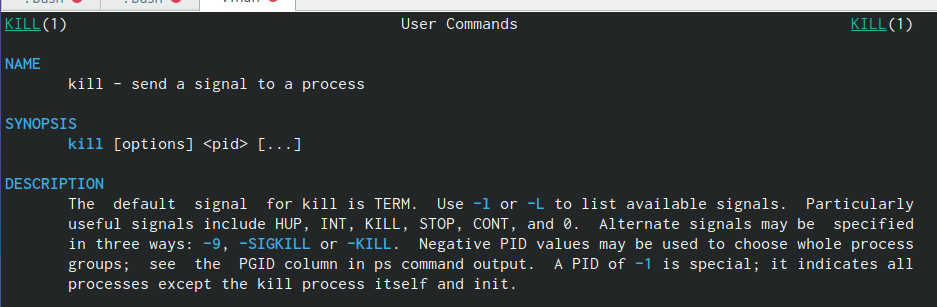 KILL(1) User Commands KILL(1)
NAME
kill - send a signal to a process
SYNOPSIS
kill [options] <pid> [...]
DESCRIPTION
The default signal for kill is TERM. Use -l or -L to list available signals. Particularly
useful signals include HUP, INT, KILL, STOP, CONT, and 0. Alternate signals may be specified
in three ways: -9, -SIGKILL or -KILL. Negative PID values may be used to choose whole process
groups; see the PGID column in ps command output. A PID of -1 is special; it indicates all
processes except the kill process itself and init.